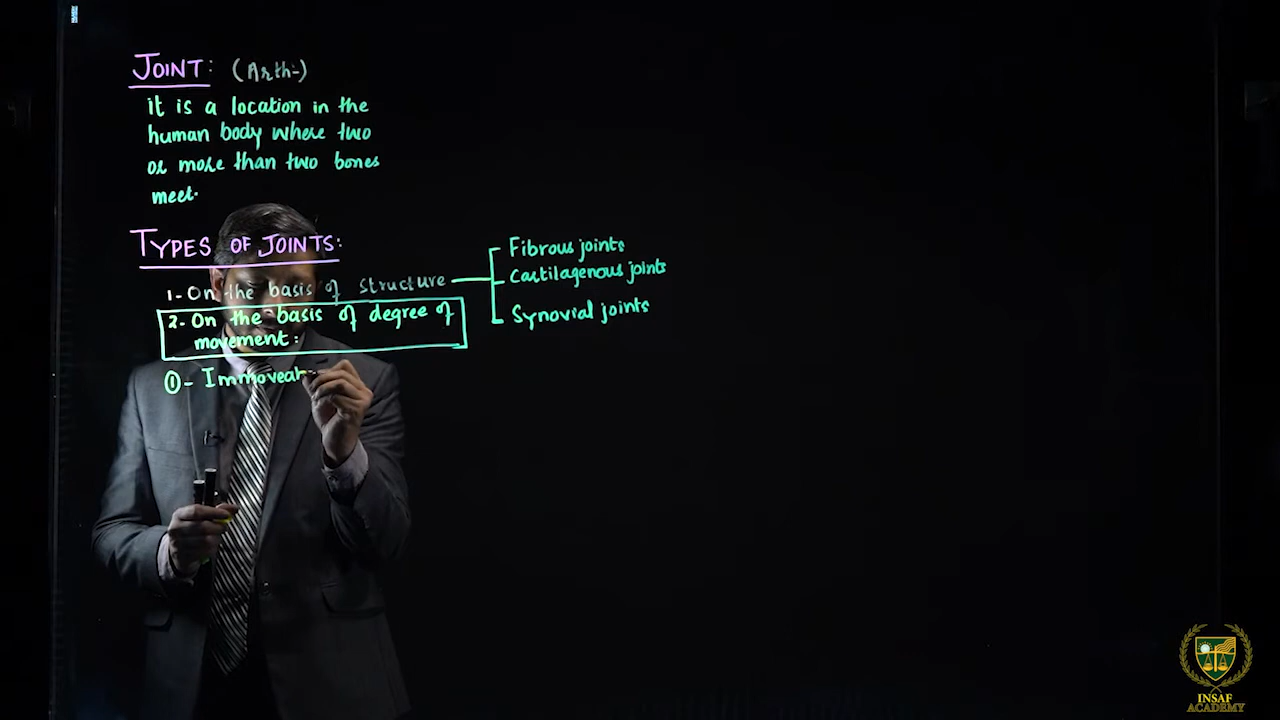 JOINT: (Arth-)
it is a location in the
human body where two
or more than two bones
meet.
TYPES OF JOINTS:
1- On the basis of structure
Fibrous joints
Cartilagenous joints
Synovial joints
2- On the basis of degree of
movement:
①- Immoveab
INSAF
ACADEMY